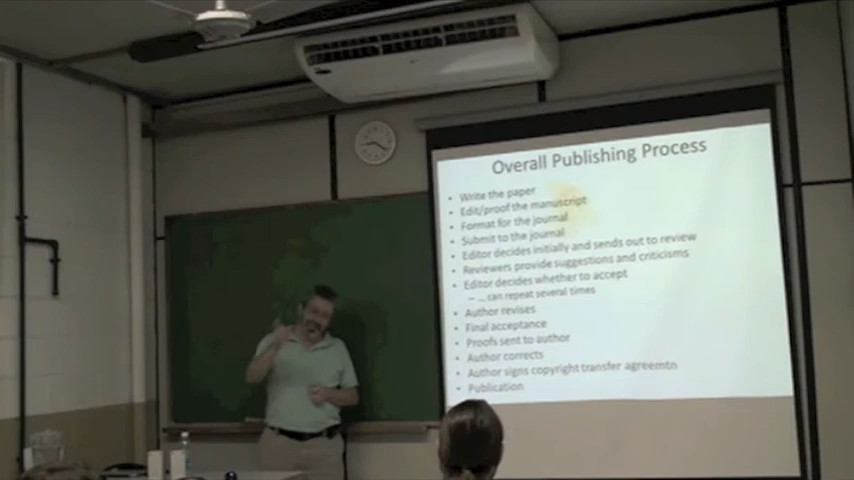 Overall Publishing Process
• Write the paper
• Edit/proof the manuscript
• Format for the journal
• Submit to the journal
• Editor decides initially and sends out to review
• Reviewers provide suggestions and criticisms
• Editor decides whether to accept
– ... can repeat several times
• Author revises
• Final acceptance
• Proofs sent to author
• Author corrects
• Author signs copyright transfer agreemtn
• Publication